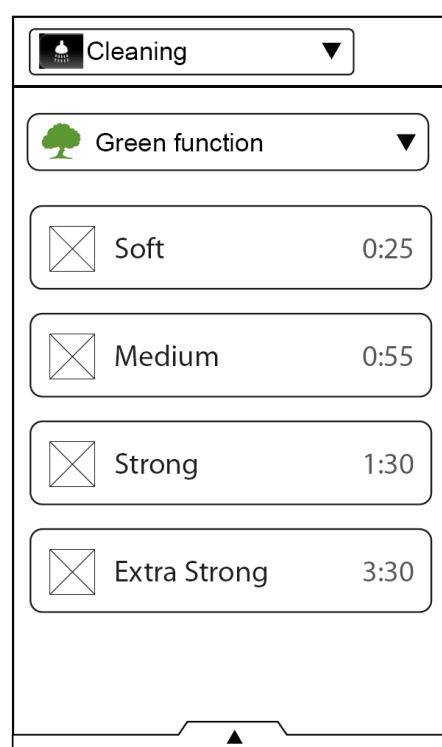 Cleaning
Green function
Soft 0:25
Medium 0:55
Strong 1:30
Extra Strong 3:30